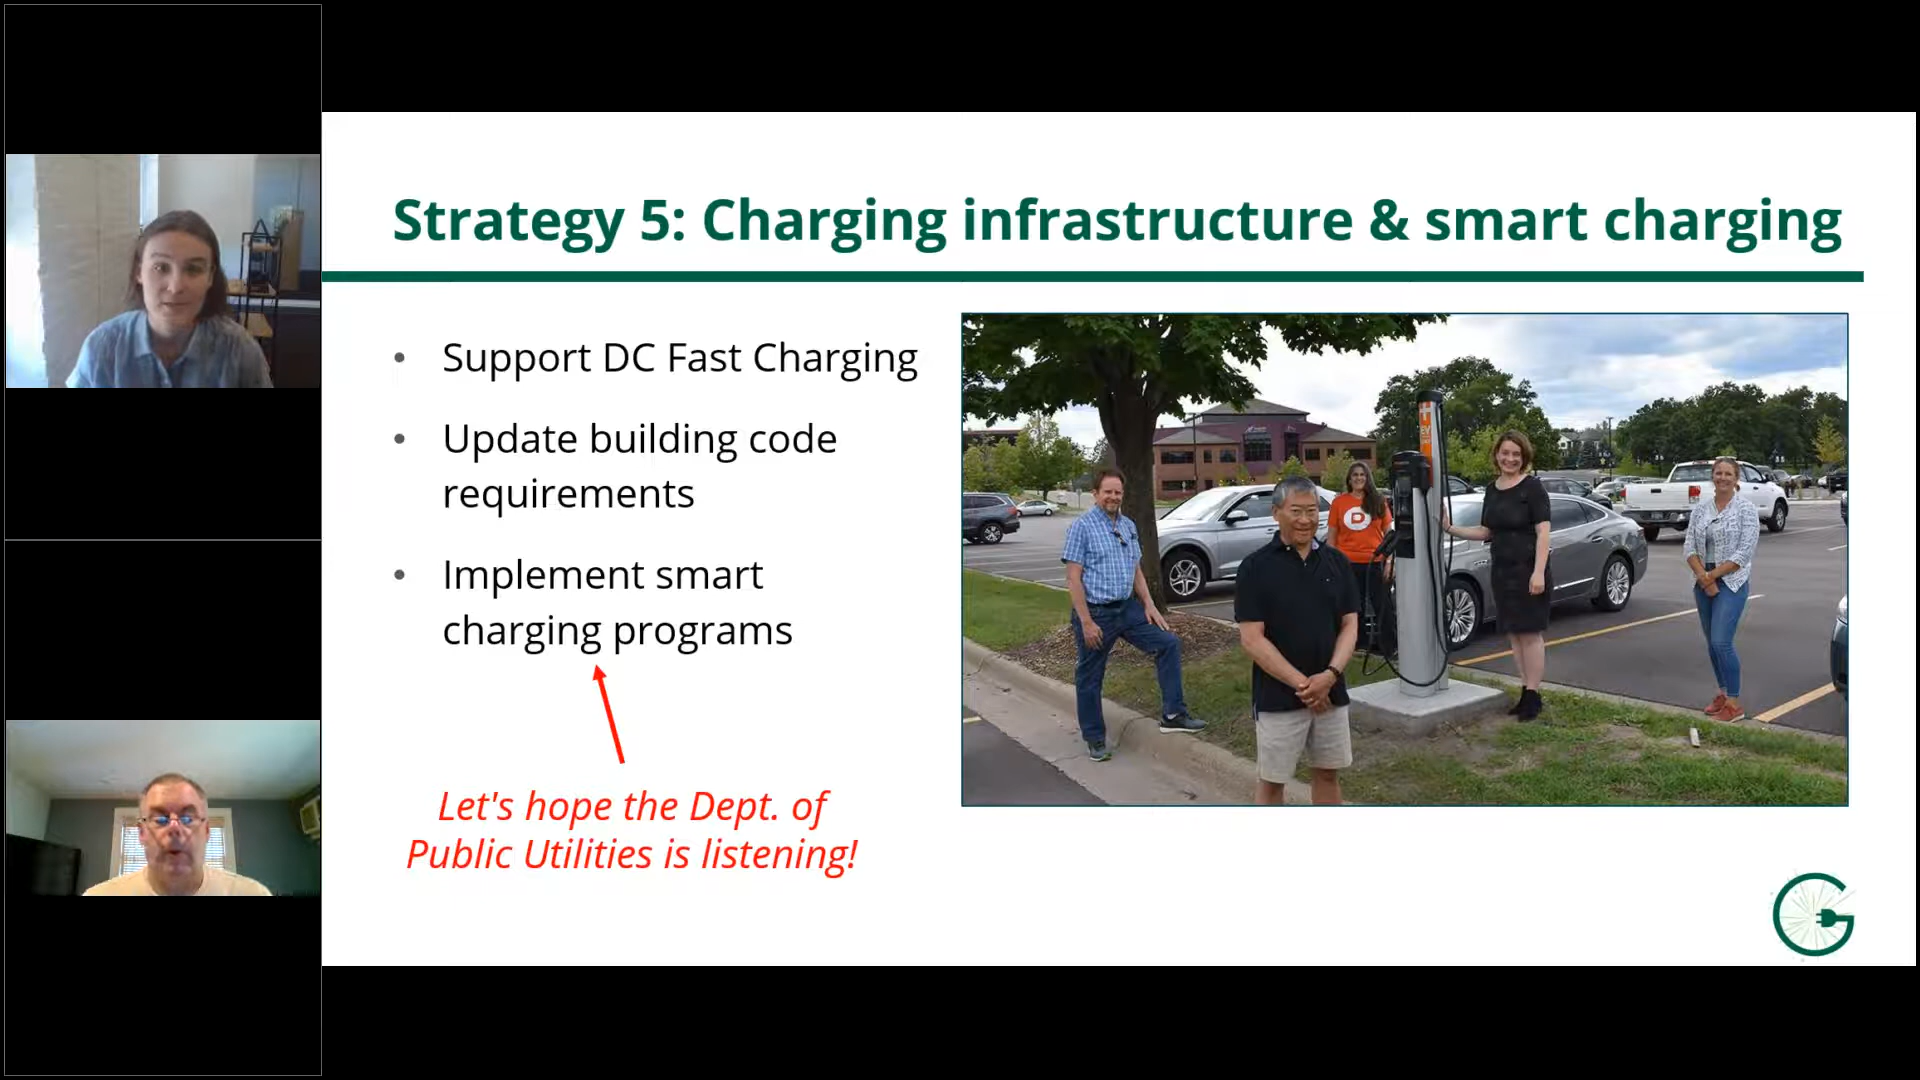 Strategy 5: Charging infrastructure & smart charging
• Support DC Fast Charging
• Update building code
requirements
• Implement smart
charging programs
Let's hope the Dept. of
Public Utilities is listening!